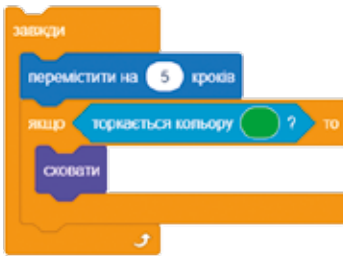 завжди
перемістити на 5 кроків
якщо торкається кольору ? то
сховати